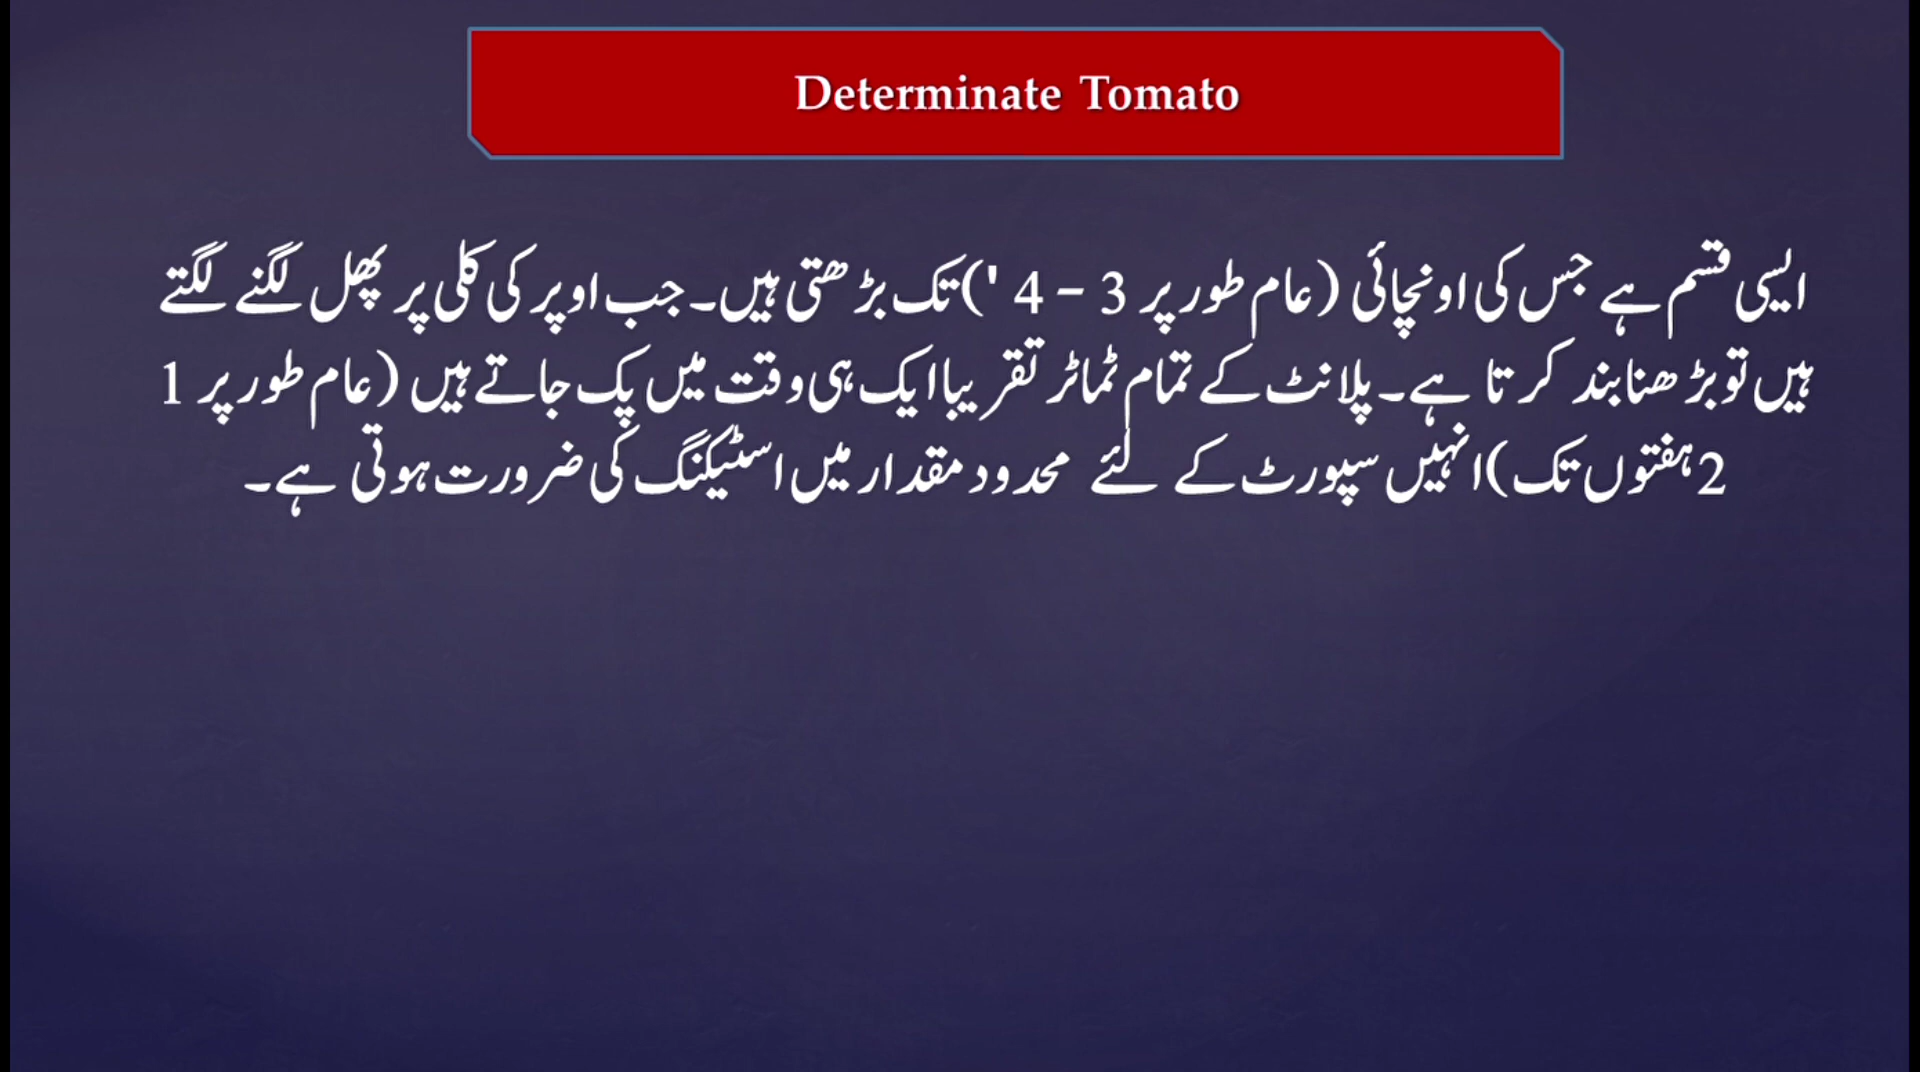 Determinate Tomato
ایسی قسم ہے جس کی اونچائی (عام طور پر 3 – 4 ') تک بڑھتی ہیں۔ جب اوپر کی کلی پر پھل لگنے لگتے
ہیں تو بڑھنا بند کرتا ہے۔ پلانٹ کے تمام ٹماٹر تقریبا ایک ہی وقت میں پک جاتے ہیں (عام طور پر 1
2 ہفتوں تک) انہیں سپورٹ کے لئے محدود مقدار میں اسٹیکنگ کی ضرورت ہوتی ہے۔